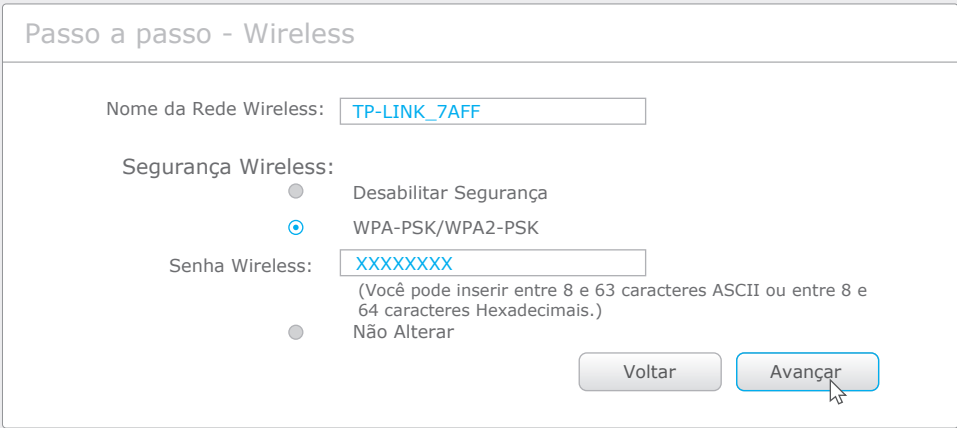 Passo a passo - Wireless
Nome da Rede Wireless: TP-LINK_7AFF
Segurança Wireless:
Desabilitar Segurança
WPA-PSK/WPA2-PSK
Senha Wireless: XXXXXXXX
(Você pode inserir entre 8 e 63 caracteres ASCII ou entre 8 e
64 caracteres Hexadecimais.)
Não Alterar
Voltar Avançar